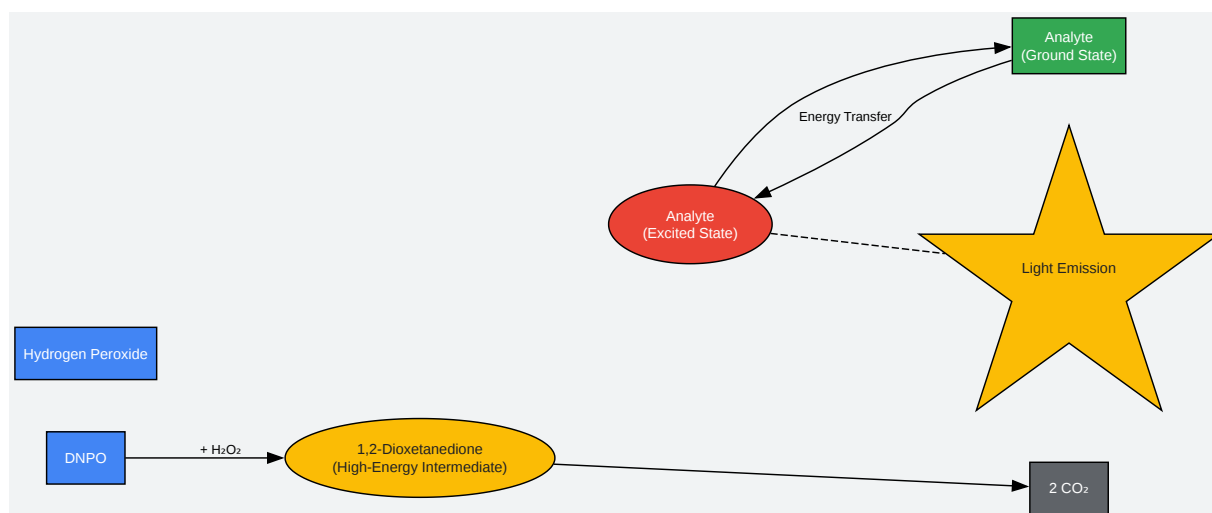 Analyte
(Ground State)
Energy Transfer
Analyte
(Excited State)
Light Emission
Hydrogen Peroxide
DNPO
+ H₂O₂
1,2-Dioxetanedione
(High-Energy Intermediate)
2 CO₂